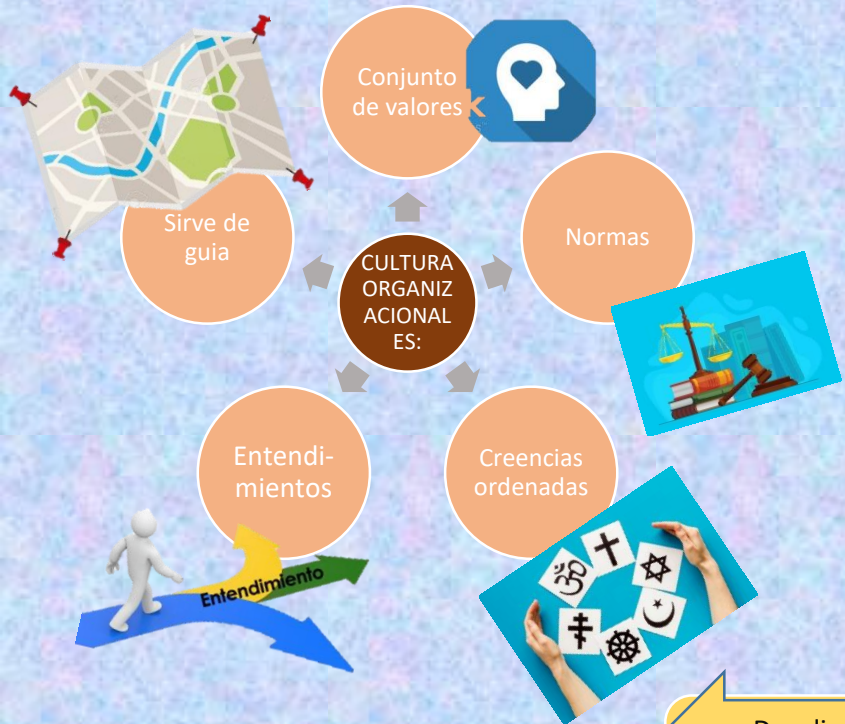 Conjunto
de valores
Sirve de
guia
Normas
CULTURA
ORGANIZ
ACIONAL
ES:
Entendi-
mientos
Creencias
ordenadas
Entendimiento